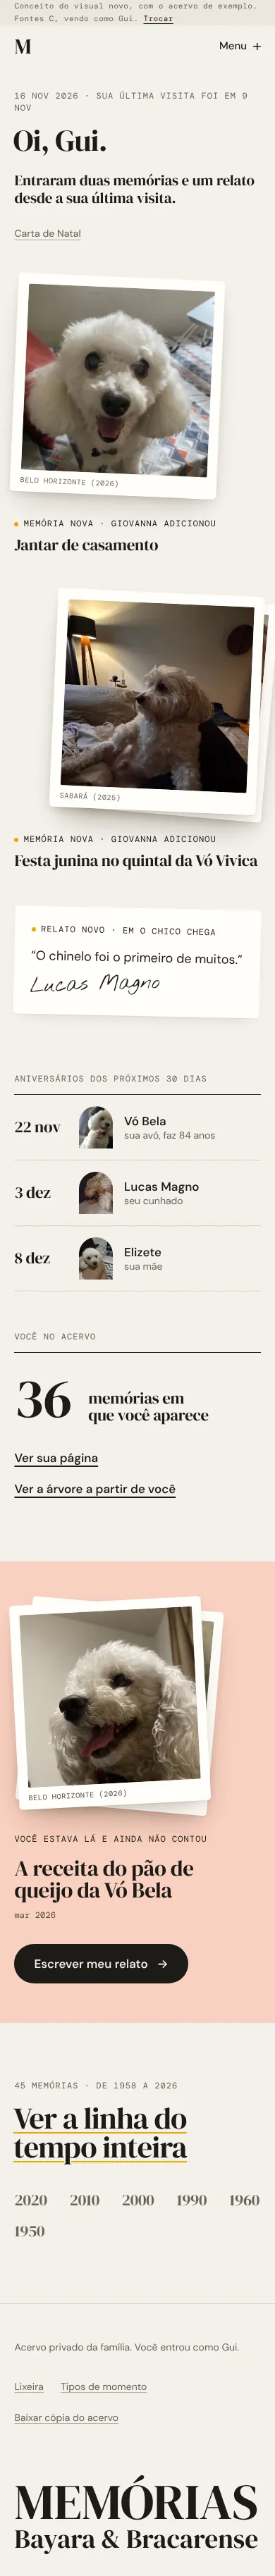 Conceito do visual novo, com o acervo de exemplo.
Fontes C, vendo como Gui. Trocar
M
Menu +
16 NOV 2026 · SUA ÚLTIMA VISITA FOI EM 9
NOV
Oi, Gui.
Entraram duas memórias e um relato
desde a sua última visita.
Carta de Natal
BELO HORIZONTE (2026)
MEMÓRIA NOVA · GIOVANNA ADICIONOU
Jantar de casamento
SABARÁ (2025)
MEMÓRIA NOVA · GIOVANNA ADICIONOU
Festa junina no quintal da Vó Vivica
RELATO NOVO · EM O CHICO CHEGA
“O chinelo foi o primeiro de muitos.”
Lucas Magno
ANIVERSÁRIOS DOS PRÓXIMOS 30 DIAS
22 nov
Vó Bela
sua avó, faz 84 anos
3 dez
Lucas Magno
seu cunhado
8 dez
Elizete
sua mãe
VOCÊ NO ACERVO
36
memórias em
que você aparece
Ver sua página
Ver a árvore a partir de você
BELO HORIZONTE (2026)
VOCÊ ESTAVA LÁ E AINDA NÃO CONTOU
A receita do pão de
queijo da Vó Bela
mar 2026
Escrever meu relato →
45 MEMÓRIAS · DE 1958 A 2026
Ver a linha do
tempo inteira
2020 2010 2000 1990 1960
1950
Acervo privado da família. Você entrou como Gui.
Lixeira Tipos de momento
Baixar cópia do acervo
MEMÓRIAS
Bayara & Bracarense